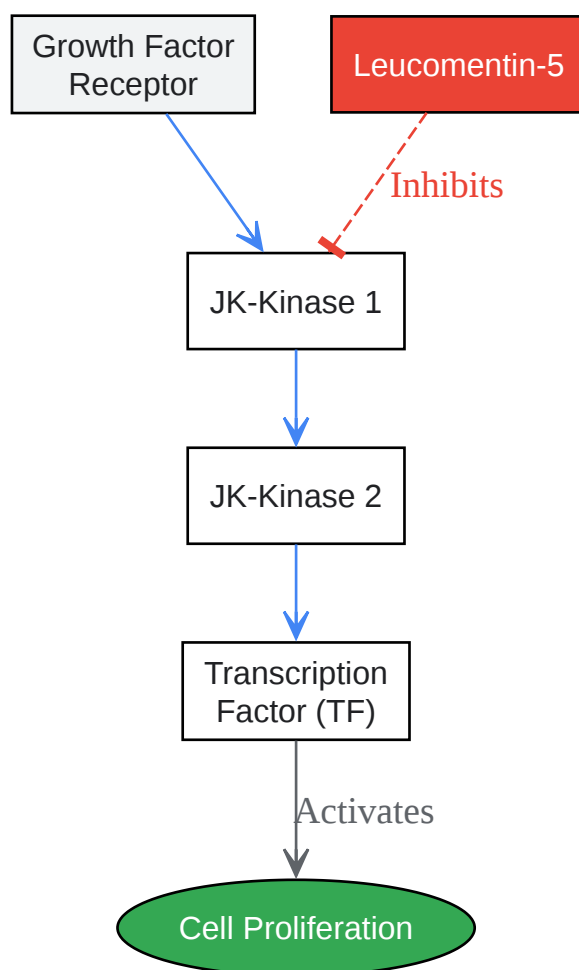 Growth Factor
Receptor
Leucomentin-5
Inhibits
JK-Kinase 1
JK-Kinase 2
Transcription
Factor (TF)
Activates
Cell Proliferation